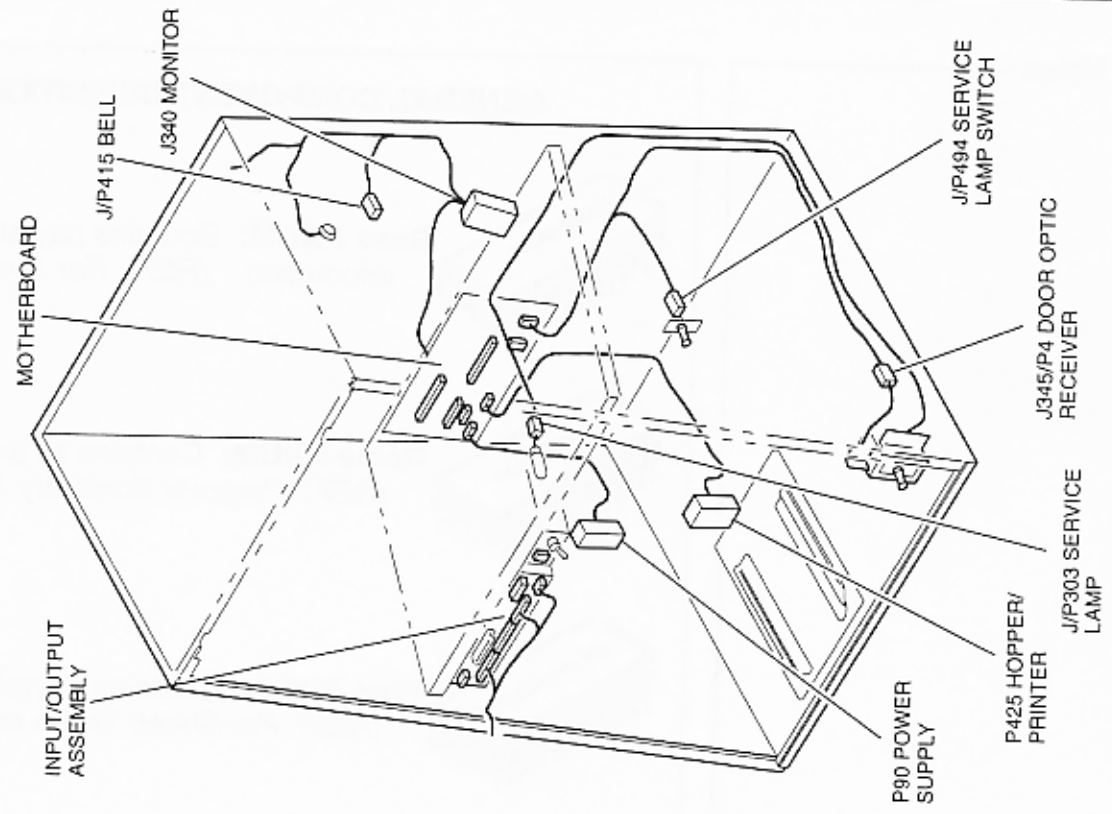 INPUT/OUTPUT
ASSEMBLY
MOTHERBOARD
J/P415 BELL
J340 MONITOR
P90 POWER
SUPPLY
P425 HOPPER/
PRINTER
J/P303 SERVICE
LAMP
J345/P4 DOOR OPTIC
RECEIVER
J/P494 SERVICE
LAMP SWITCH